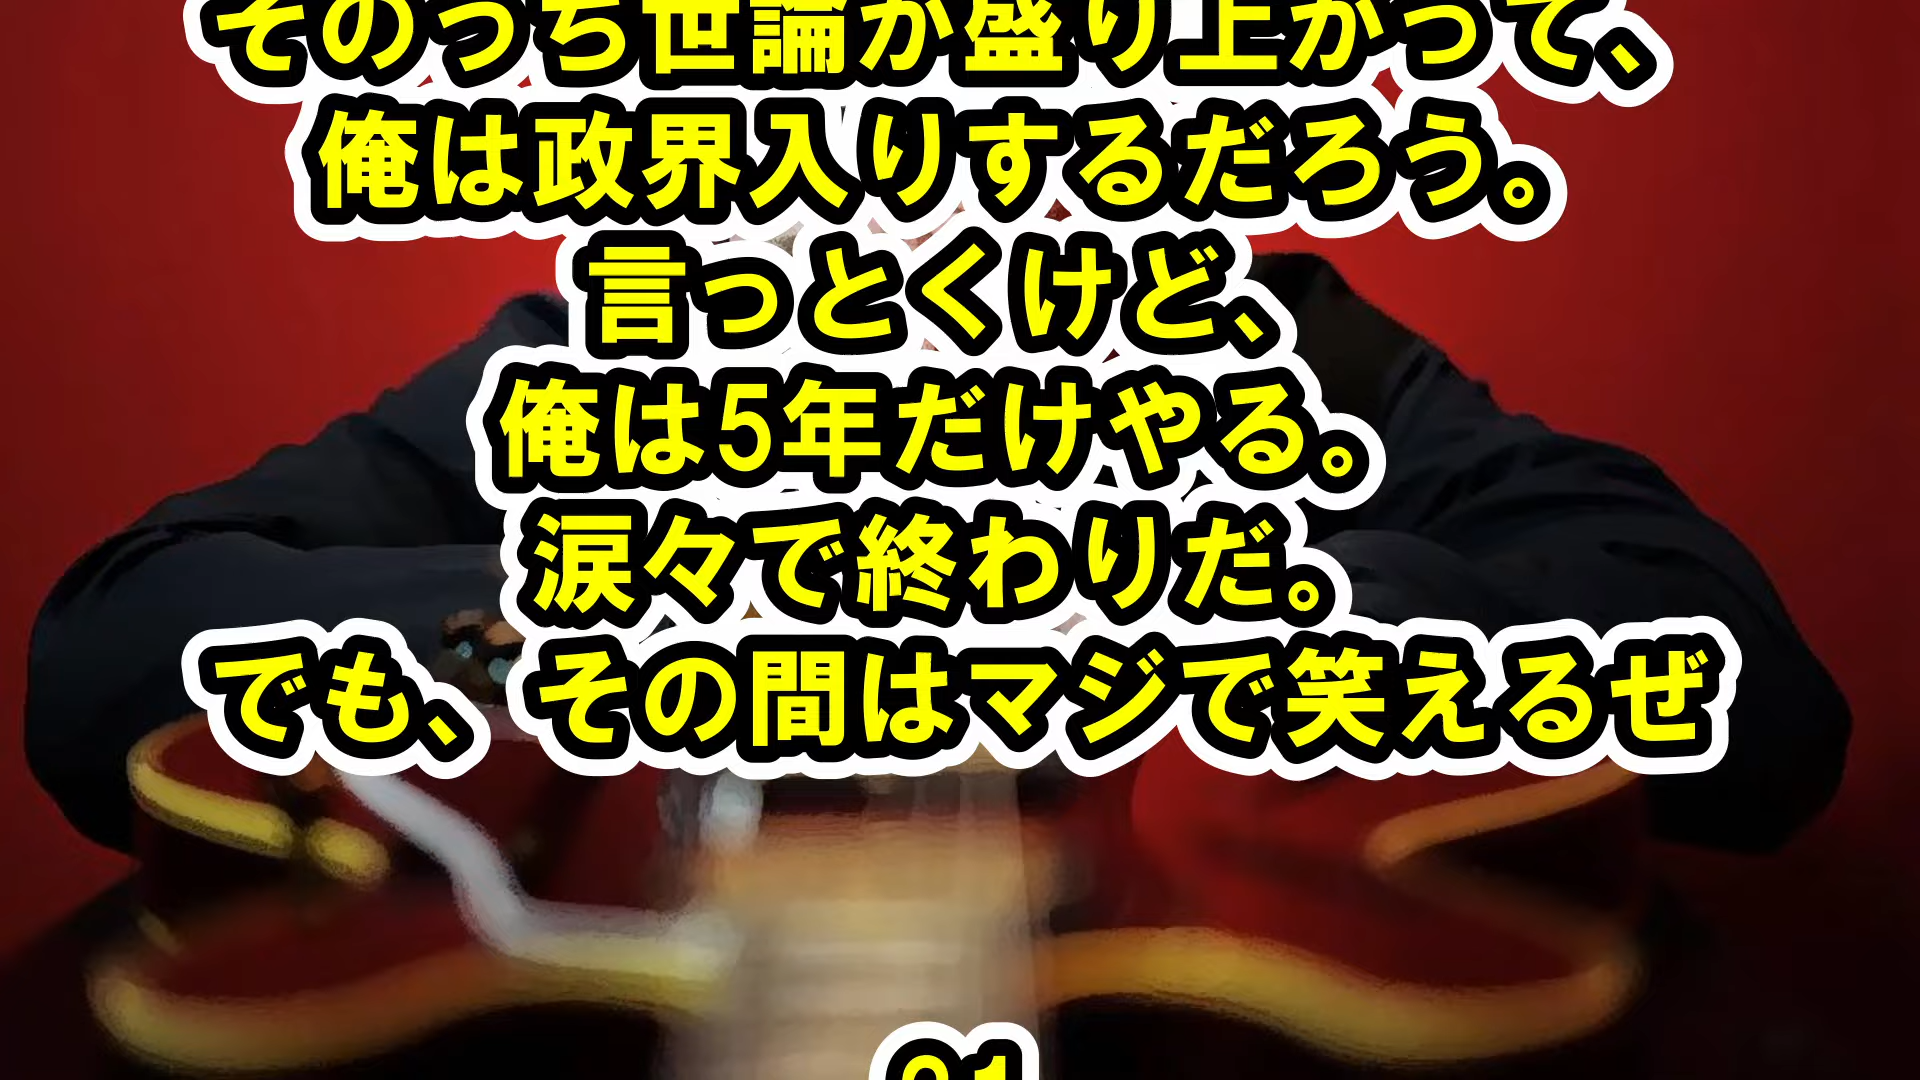 そのうち世論が盛り上がって、
俺は政界入りするだろう。
言っとくけど、
俺は5年だけやる。
涙々で終わりだ。
でも、その間はマジで笑えるぜ